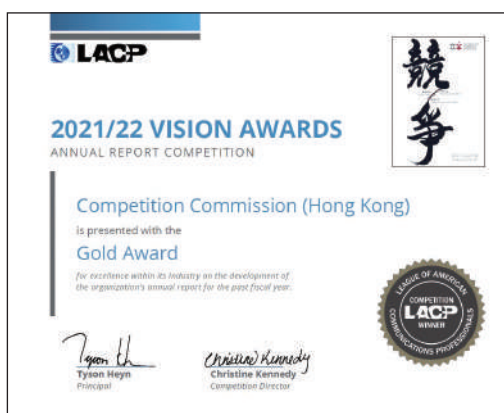 LACP
競
爭
2021/22 VISION AWARDS
ANNUAL REPORT COMPETITION
Competition Commission (Hong Kong)
is presented with the
Gold Award
for excellence within its Industry on the development of
the organization's annual report for the past fiscal year.
LEAGUE OF AMERICAN
COMPETITION
LACP
WINNER
COMMUNICATIONS PROFESSIONALS
Christine Kennedy
Tyson Heyn
Christine Kennedy
Principal
Competition Director